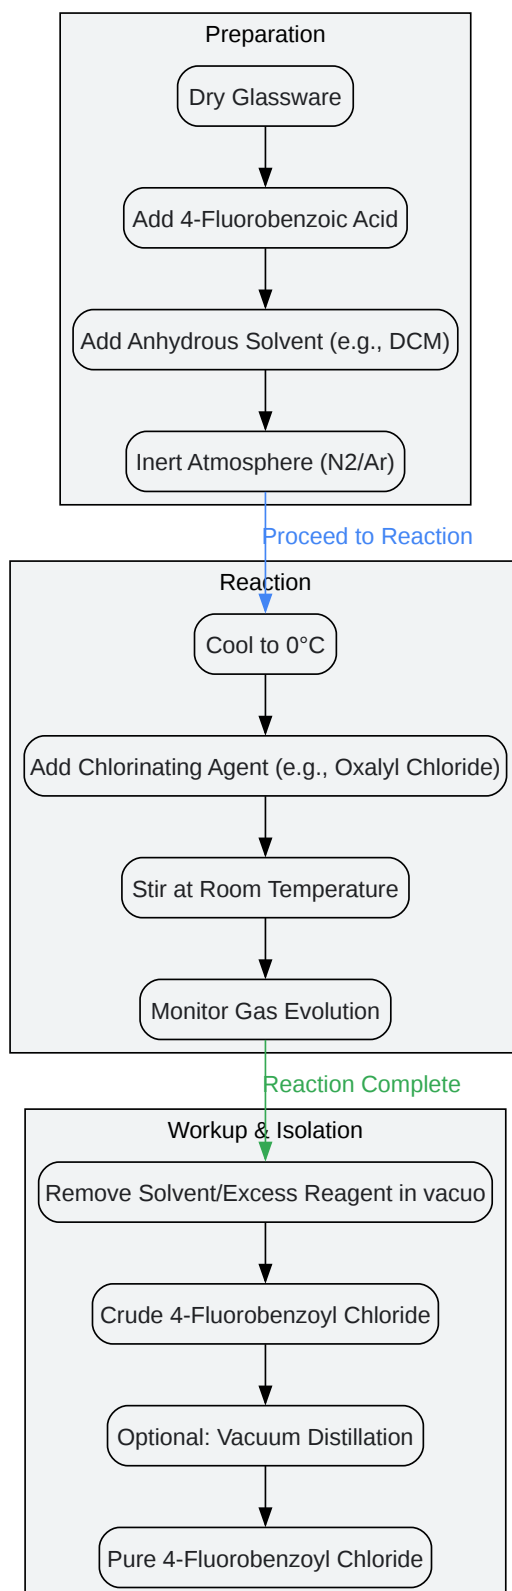 Preparation
Dry Glassware
Add 4-Fluorobenzoic Acid
Add Anhydrous Solvent (e.g., DCM)
Inert Atmosphere (N2/Ar)
Proceed to Reaction
Reaction
Cool to 0°C
Add Chlorinating Agent (e.g., Oxalyl Chloride)
Stir at Room Temperature
Monitor Gas Evolution
Reaction Complete
Workup & Isolation
Remove Solvent/Excess Reagent in vacuo
Crude 4-Fluorobenzoyl Chloride
Optional: Vacuum Distillation
Pure 4-Fluorobenzoyl Chloride